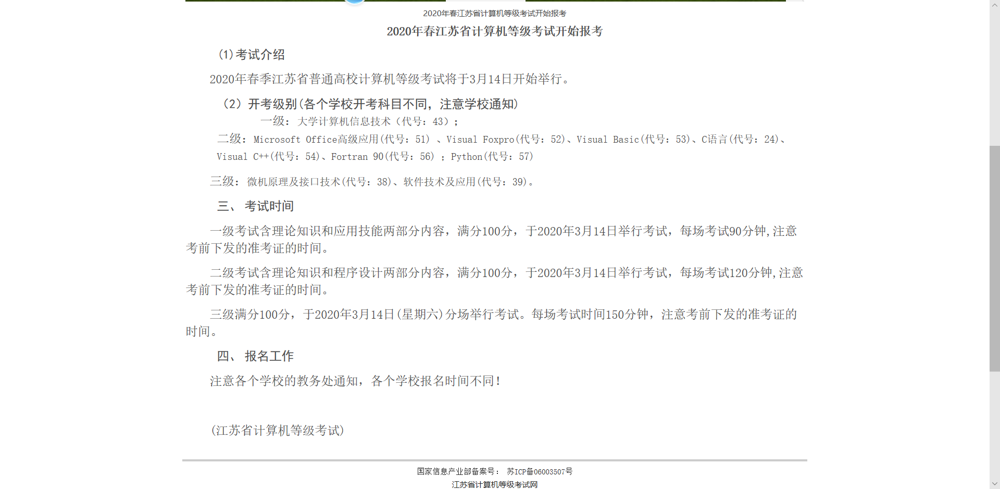 2020年春江苏省计算机等级考试开始报考
2020年春江苏省计算机等级考试开始报考
(1)考试介绍
2020年春季江苏省普通高校计算机等级考试将于3月14日开始举行。
（2）开考级别(各个学校开考科目不同，注意学校通知)
一级：大学计算机信息技术（代号：43）；
二级：Microsoft Office高级应用(代号：51) 、Visual Foxpro(代号：52)、Visual Basic(代号：53)、C语言(代号：24)、
Visual C++(代号：54)、Fortran 90(代号：56) ；Python(代号：57)
三级：微机原理及接口技术(代号：38)、软件技术及应用(代号：39)。
三、 考试时间
一级考试含理论知识和应用技能两部分内容，满分100分，于2020年3月14日举行考试，每场考试90分钟,注意
考前下发的准考证的时间。
二级考试含理论知识和程序设计两部分内容，满分100分，于2020年3月14日举行考试，每场考试120分钟,注意
考前下发的准考证的时间。
三级满分100分，于2020年3月14日(星期六)分场举行考试。每场考试时间150分钟，注意考前下发的准考证的
时间。
四、 报名工作
注意各个学校的教务处通知，各个学校报名时间不同！
(江苏省计算机等级考试)
国家信息产业部备案号： 苏ICP备06003507号
江苏省计算机等级考试网